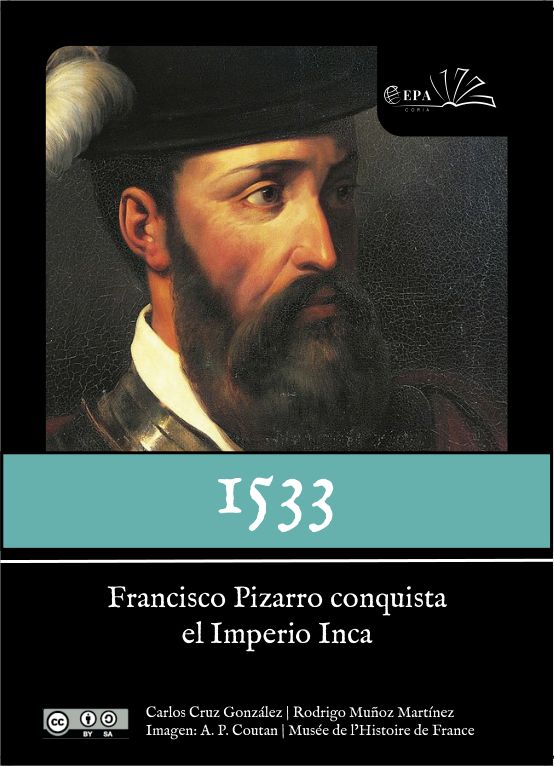 EPA
CORIA
1533
Francisco Pizarro conquista
el Imperio Inca
cc BY SA
Carlos Cruz González | Rodrigo Muñoz Martínez
Imagen: A. P. Coutan | Musée de l'Histoire de France